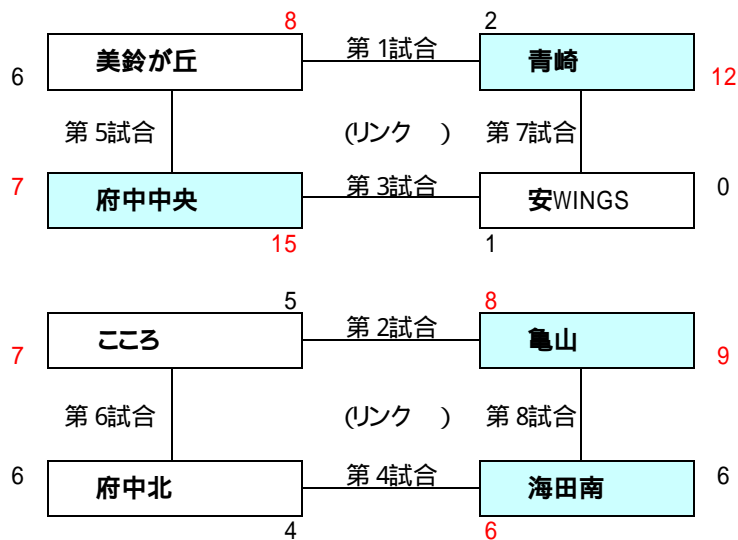 8 2
第 1試合
6 美鈴が丘 青崎 12
第 5試合 (リンク ) 第 7試合
7 府中中央 第 3試合 安WINGS 0
15 1
5 8
第 2試合
7 こころ 亀山 9
第 6試合 (リンク ) 第 8試合
6 府中北 第 4試合 海田南 6
4 6